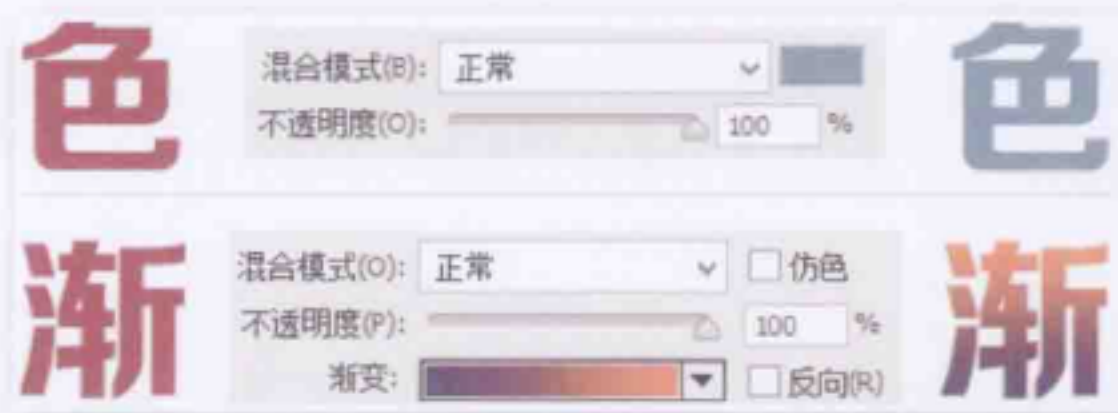 色 混合模式(B): 正常 色
不透明度(O): 100 %
渐 混合模式(O): 正常 仿色 渐
不透明度(P): 100 %
渐变: 反向(R)